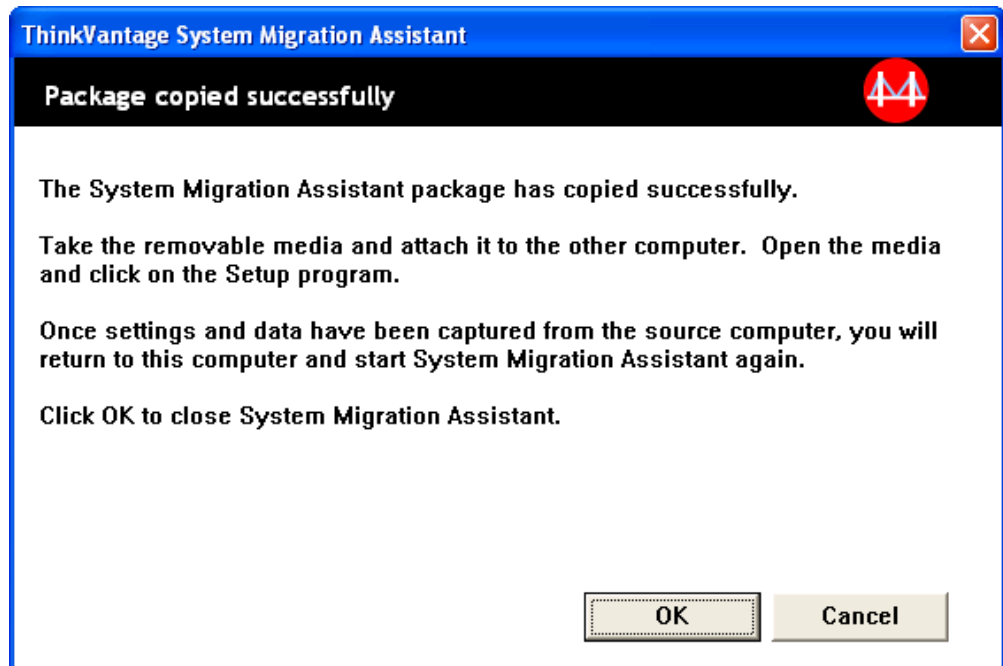 ThinkVantage System Migration Assistant
Package copied successfully
The System Migration Assistant package has copied successfully.
Take the removable media and attach it to the other computer.  Open the media
and click on the Setup program.
Once settings and data have been captured from the source computer, you will
return to this computer and start System Migration Assistant again.
Click OK to close System Migration Assistant.
OK
Cancel